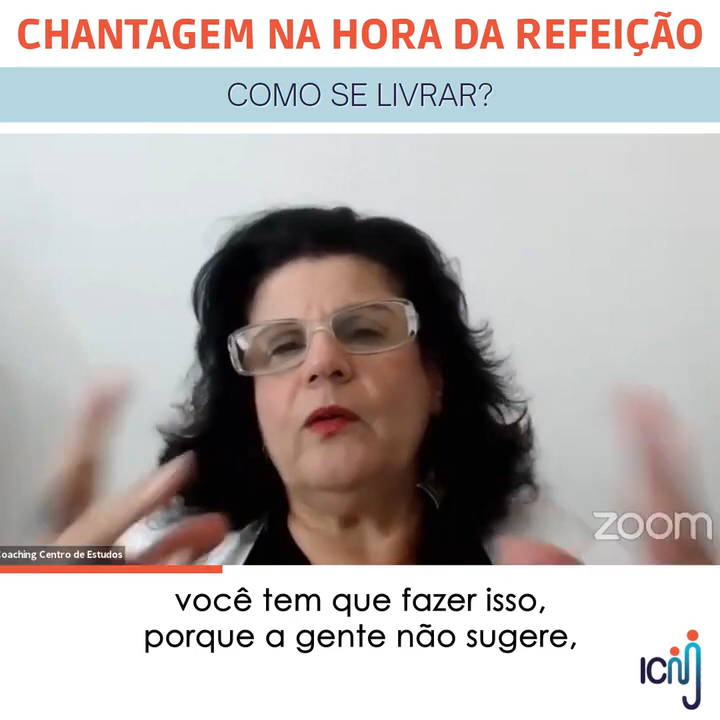 CHANTAGEM NA HORA DA REFEIÇÃO
COMO SE LIVRAR?
zoom
Coaching Centro de Estudos
você tem que fazer isso,
porque a gente não sugere,
ICNJ